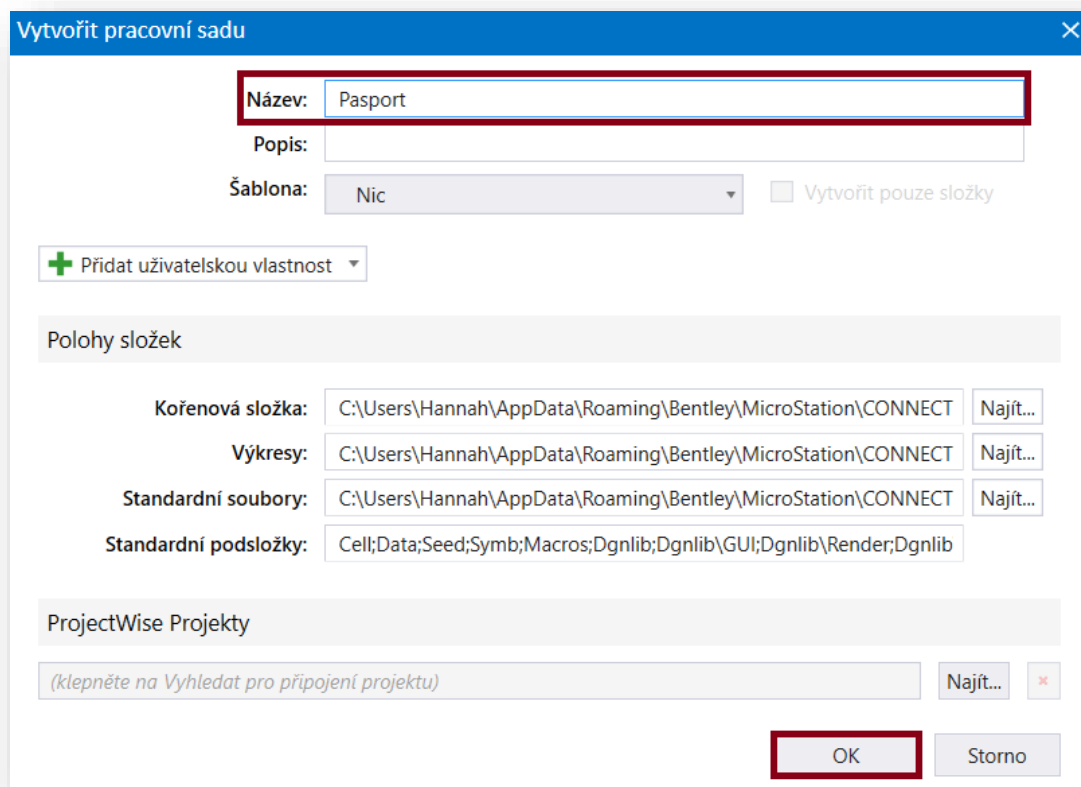 Vytvořit pracovní sadu
Název: Pasport
Popis:
Šablona: Nic Vytvořit pouze složky
Přidat uživatelskou vlastnost
Polohy složek
Kořenová složka: C:\Users\Hannah\AppData\Roaming\Bentley\MicroStation\CONNECT Najít...
Výkresy: C:\Users\Hannah\AppData\Roaming\Bentley\MicroStation\CONNECT Najít...
Standardní soubory: C:\Users\Hannah\AppData\Roaming\Bentley\MicroStation\CONNECT Najít...
Standardní podsložky: Cell;Data;Seed;Symb;Macros;Dgnlib;Dgnlib\GUI;Dgnlib\Render;Dgnlib
ProjectWise Projekty
(klepněte na Vyhledat pro připojení projektu) Najít...
OK Storno